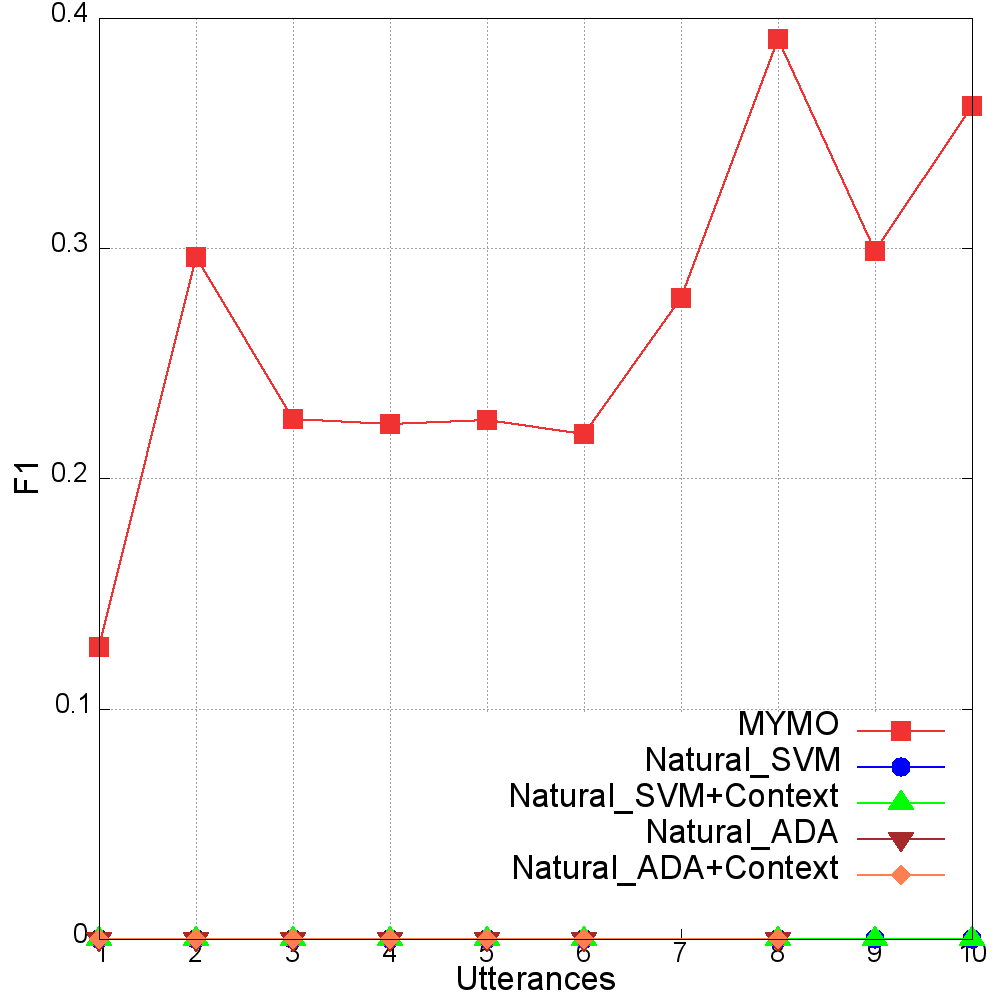 0.4
0.3
0.2
0.1
0
F1
MYMO
Natural_SVM
Natural_SVM+Context
Natural_ADA
Natural_ADA+Context
1 2 3 4 5 6 7 8 9 10
Utterances